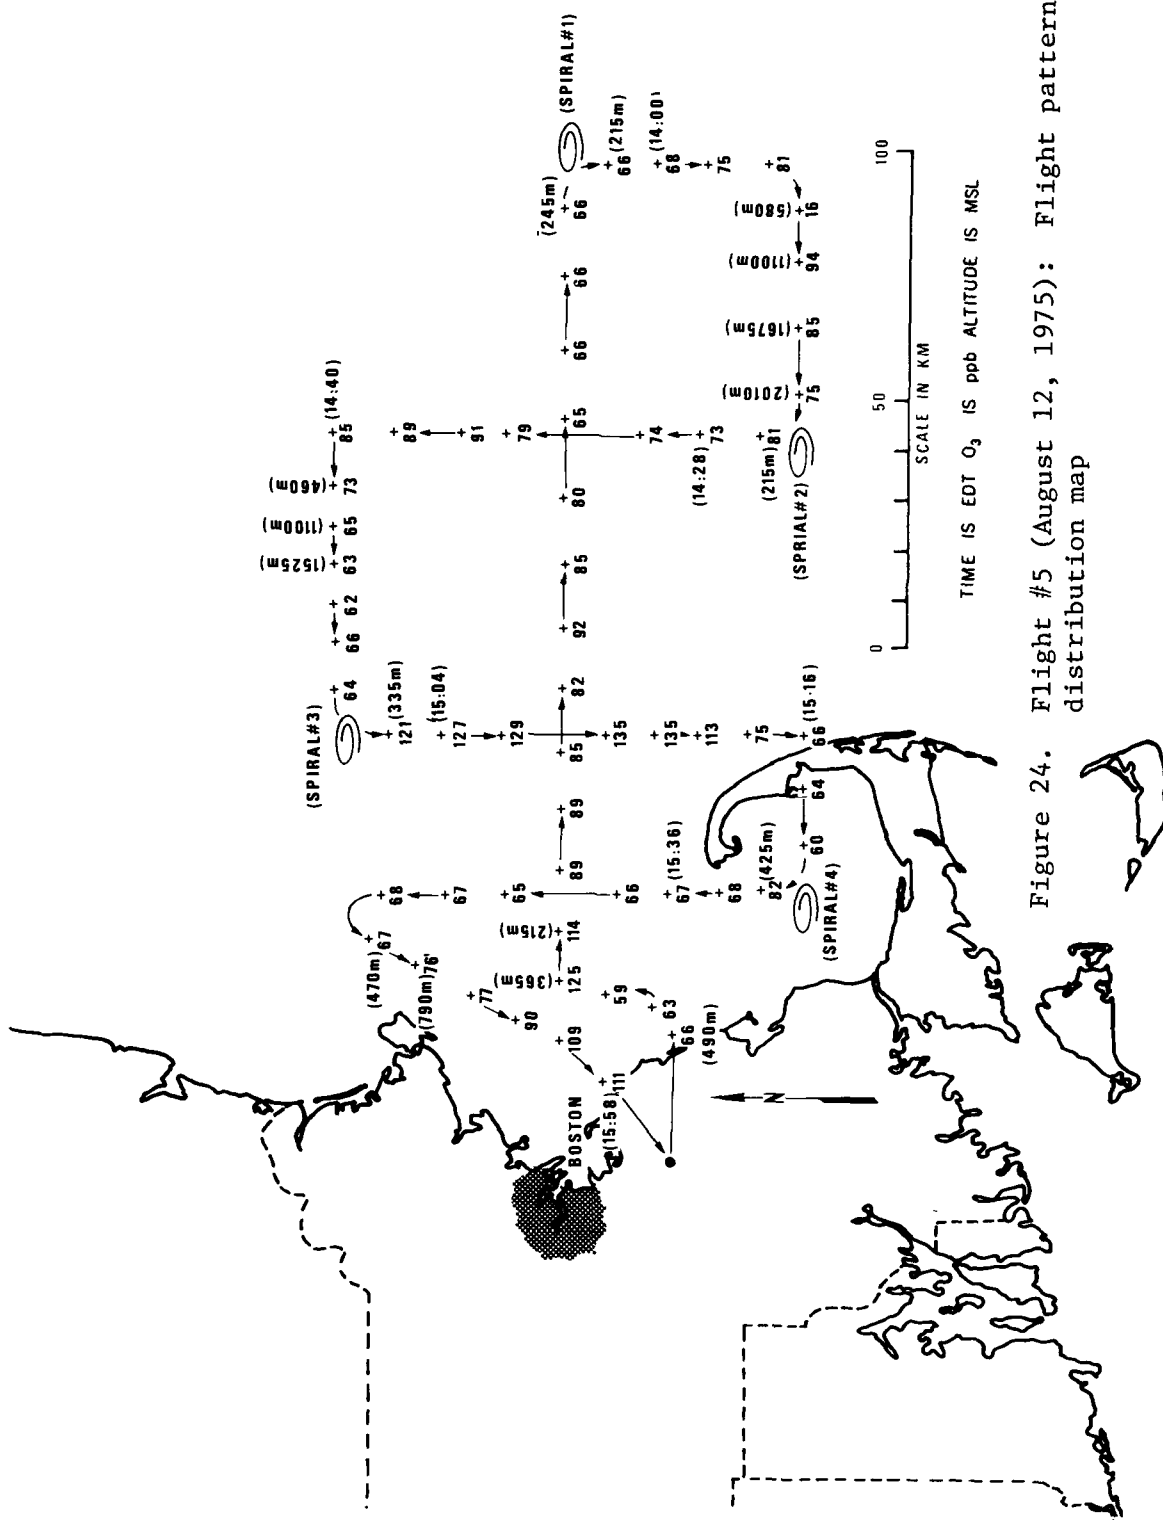 (SPIRAL#1)
(245m)
66
66
66
65
80
85
92
82
85
89
89
114
(215m)
125
(365m)
66
(215m)
68
(14:00)
75
81
16
(580m)
94
(1100m)
85
(1675m)
75
(2010m)
(SPRIAL#2)
81
(215m)
73
(14:28)
74
79
91
89
85
(14:40)
73
(460m)
65
(1100m)
63
(1525m)
62
66
64
(SPIRAL#3)
121
(335m)
127
(15:04)
129
135
135
113
75
66
(15:16)
64
60
(SPIRAL#4)
82
(425m)
68
67
(15:36)
66
65
67
68
67
(470m)
76
(790m)
77
90
109
111
(15:58)
59
63
66
(490m)
BOSTON
N
0
50
100
SCALE IN KM
TIME IS EDT O₃ IS ppb ALTITUDE IS MSL
Figure 24. Flight #5 (August 12, 1975): Flight pattern
distribution map